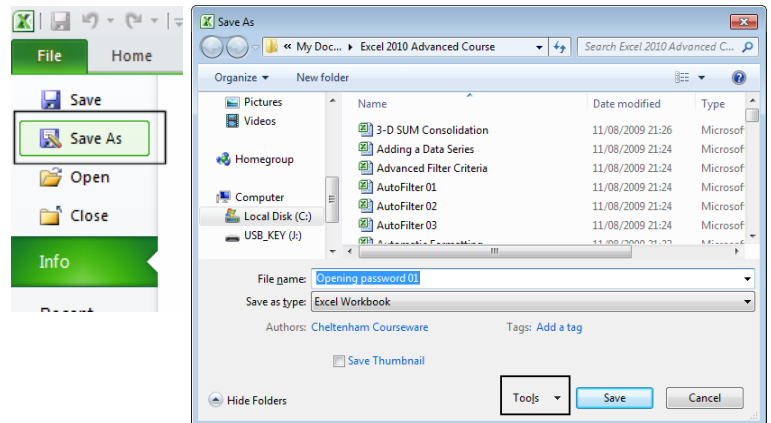 File Home
Save
Save As
Open
Close
Info
Save As
« My Doc... Excel 2010 Advanced Course
Search Excel 2010 Advanced C...
Organize New folder
Pictures
Videos
Homegroup
Computer
Local Disk (C:)
USB_KEY (J:)
Name Date modified Type
3-D SUM Consolidation 11/08/2009 21:26 Microsof
Adding a Data Series 11/08/2009 21:24 Microsof
Advanced Filter Criteria 11/08/2009 21:24 Microsof
AutoFilter 01 11/08/2009 21:24 Microsof
AutoFilter 02 11/08/2009 21:24 Microsof
AutoFilter 03 11/08/2009 21:24 Microsof
File name: Opening password 01
Save as type: Excel Workbook
Authors: Cheltenham Courseware Tags: Add a tag
Save Thumbnail
Hide Folders Tools Save Cancel